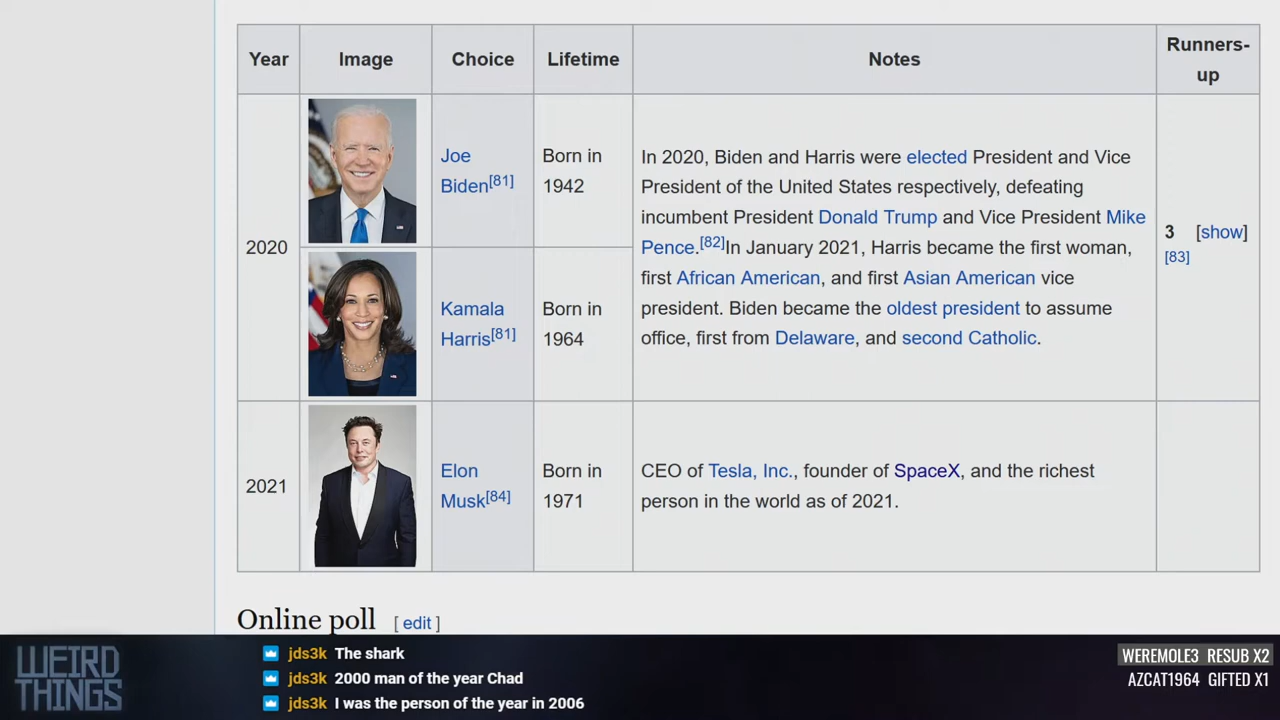 Year Image Choice Lifetime Notes Runners-
up
2020
Joe
Biden[81]
Born in
1942
Kamala
Harris[81]
Born in
1964
In 2020, Biden and Harris were elected President and Vice
President of the United States respectively, defeating
incumbent President Donald Trump and Vice President Mike
Pence.[82]In January 2021, Harris became the first woman,
first African American, and first Asian American vice
president. Biden became the oldest president to assume
office, first from Delaware, and second Catholic.
3 [show]
[83]
2021
Elon
Musk[84]
Born in
1971
CEO of Tesla, Inc., founder of SpaceX, and the richest
person in the world as of 2021.
Online poll [ edit ]
WEIRD
THINGS
jds3k The shark
jds3k 2000 man of the year Chad
jds3k I was the person of the year in 2006
WEREMOLE3 RESUB X2
AZCAT1964 GIFTED X1